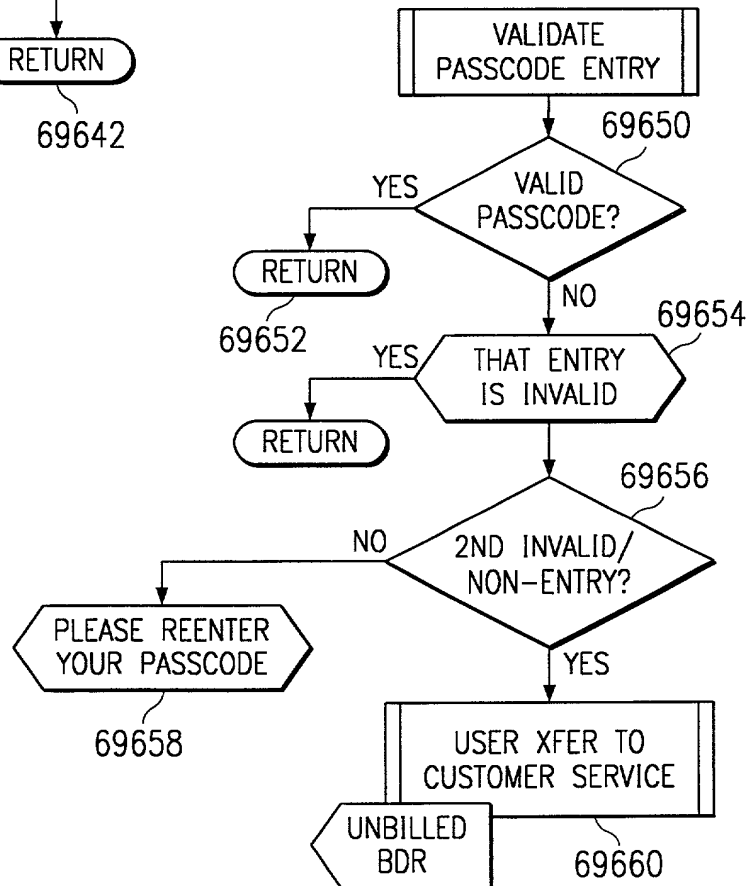 RETURN
69642
VALIDATE
PASSCODE ENTRY
69650
VALID
PASSCODE?
YES
RETURN
69652
NO
69654
THAT ENTRY
IS INVALID
YES
RETURN
69656
2ND INVALID/
NON-ENTRY?
NO
PLEASE REENTER
YOUR PASSCODE
69658
YES
USER XFER TO
CUSTOMER SERVICE
UNBILLED
BDR
69660